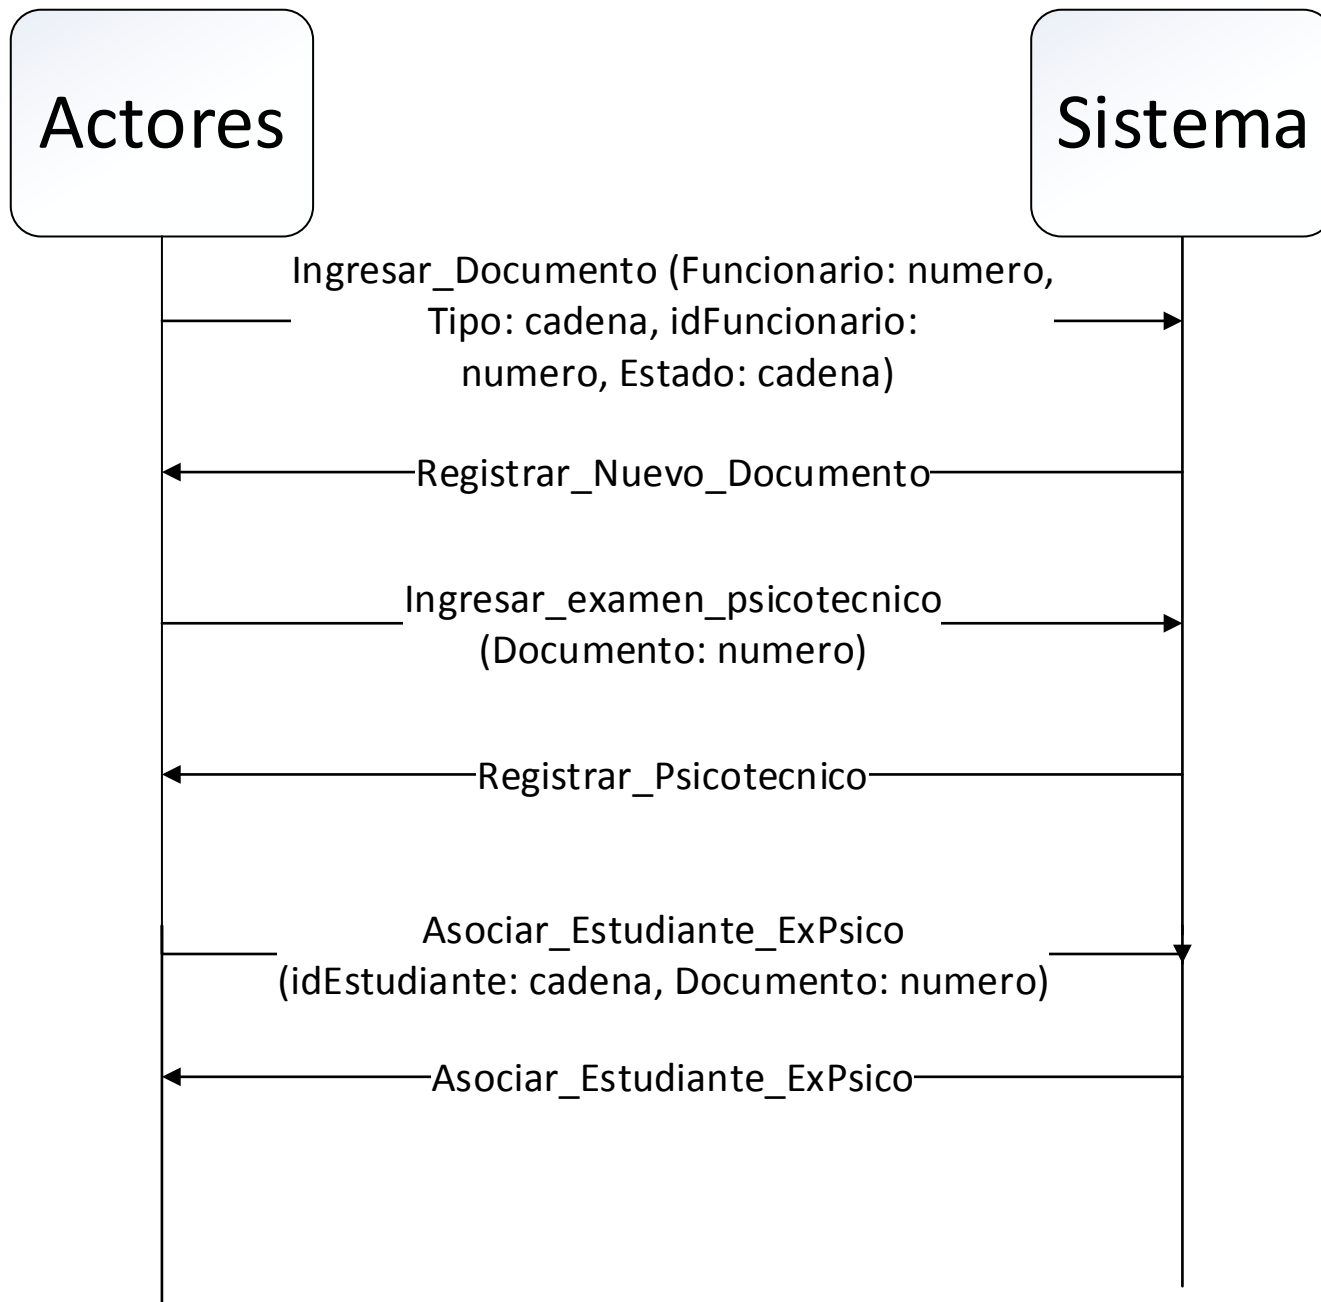 Actores
Sistema
Ingresar_Documento (Funcionario: numero,
Tipo: cadena, idFuncionario:
numero, Estado: cadena)
Registrar_Nuevo_Documento
Ingresar_examen_psicotecnico
(Documento: numero)
Registrar_Psicotecnico
Asociar_Estudiante_ExPsico
(idEstudiante: cadena, Documento: numero)
Asociar_Estudiante_ExPsico